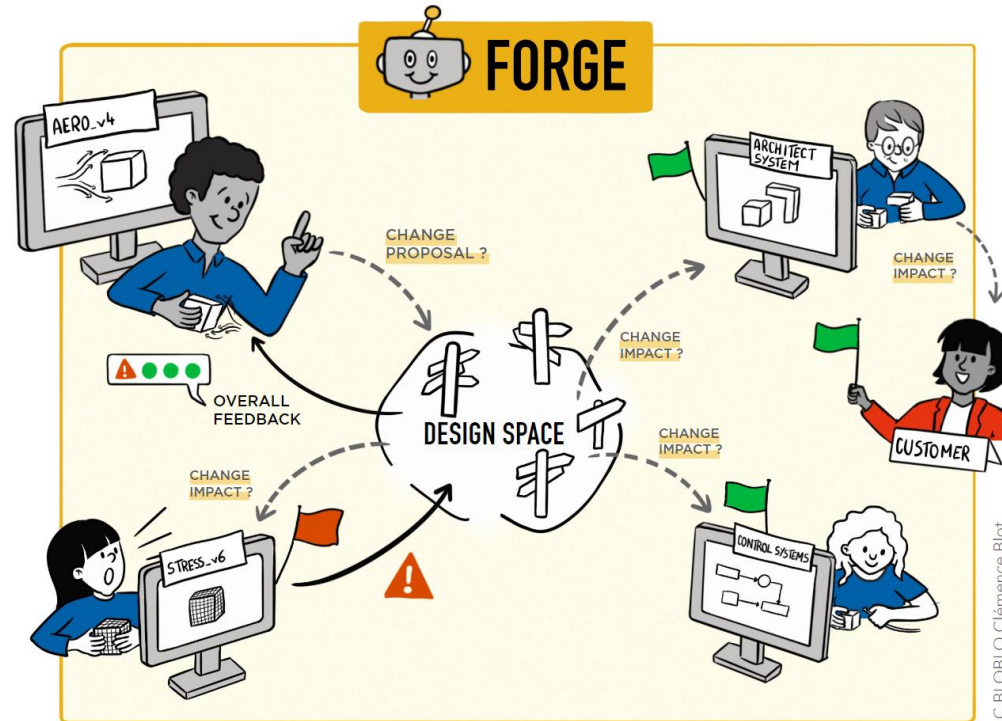 FORGE
AERO_v4
CHANGE
PROPOSAL ?
ARCHITECT
SYSTEM
CHANGE
IMPACT ?
CHANGE
IMPACT ?
OVERALL
FEEDBACK
DESIGN SPACE
CUSTOMER
CHANGE
IMPACT ?
CHANGE
IMPACT ?
STRESS_v6
CONTROL SYSTEMS
C BLOBLO Clémence Blot